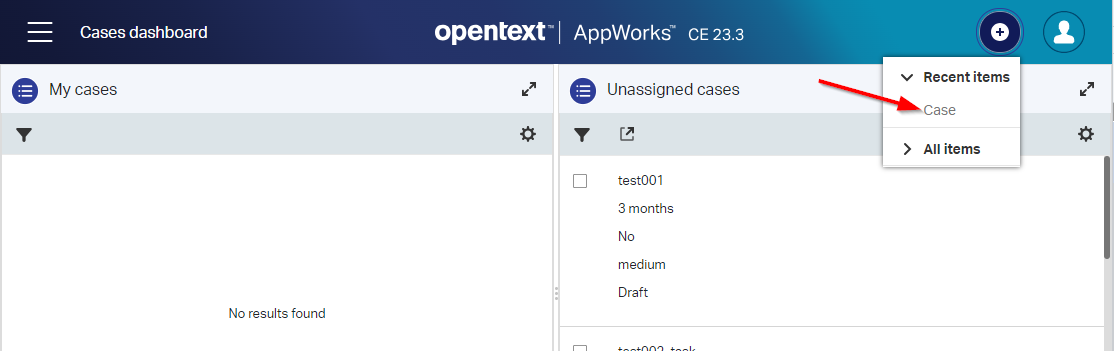 Cases dashboard
opentext™ | AppWorks™ CE 23.3
My cases
Unassigned cases
Recent items
Case
All items
test001
3 months
No
medium
Draft
No results found
test002_task